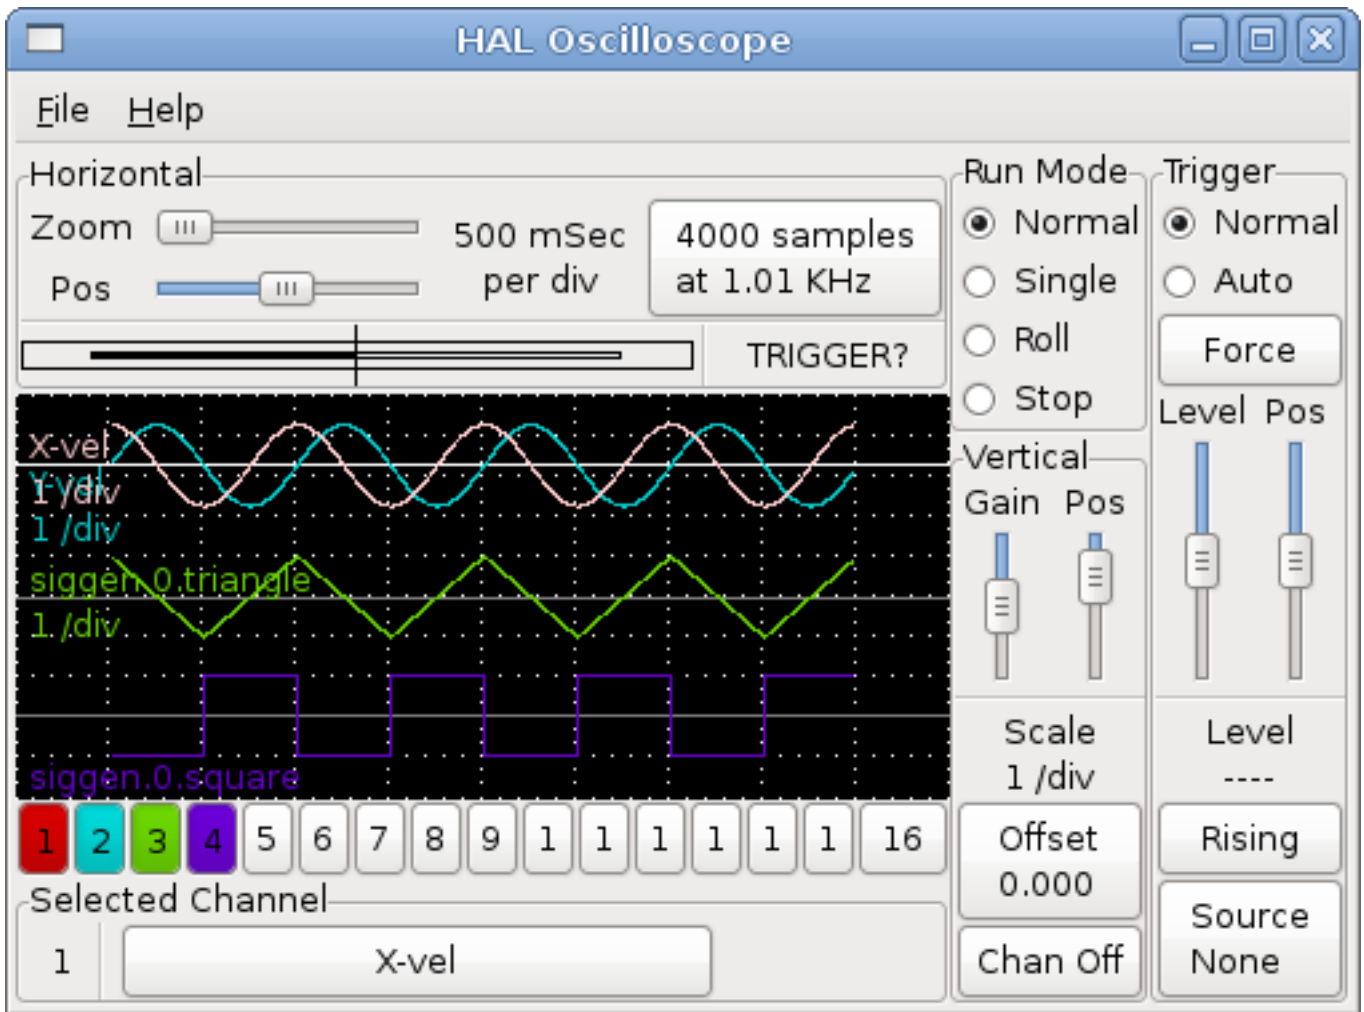 HAL Oscilloscope
File Help
Horizontal
Zoom
Pos
500 mSec
per div
4000 samples
at 1.01 KHz
TRIGGER?
Run Mode
Normal
Single
Roll
Stop
Trigger
Normal
Auto
Force
Level Pos
X-vel
1 /div
Y-vel
1 /div
siggen.0.triangle
1 /div
siggen.0.square
Vertical
Gain Pos
Scale
1 /div
Offset
0.000
Chan Off
Level
----
Rising
Source
None
1 2 3 4 5 6 7 8 9 1 1 1 1 1 1 16
Selected Channel
1 X-vel